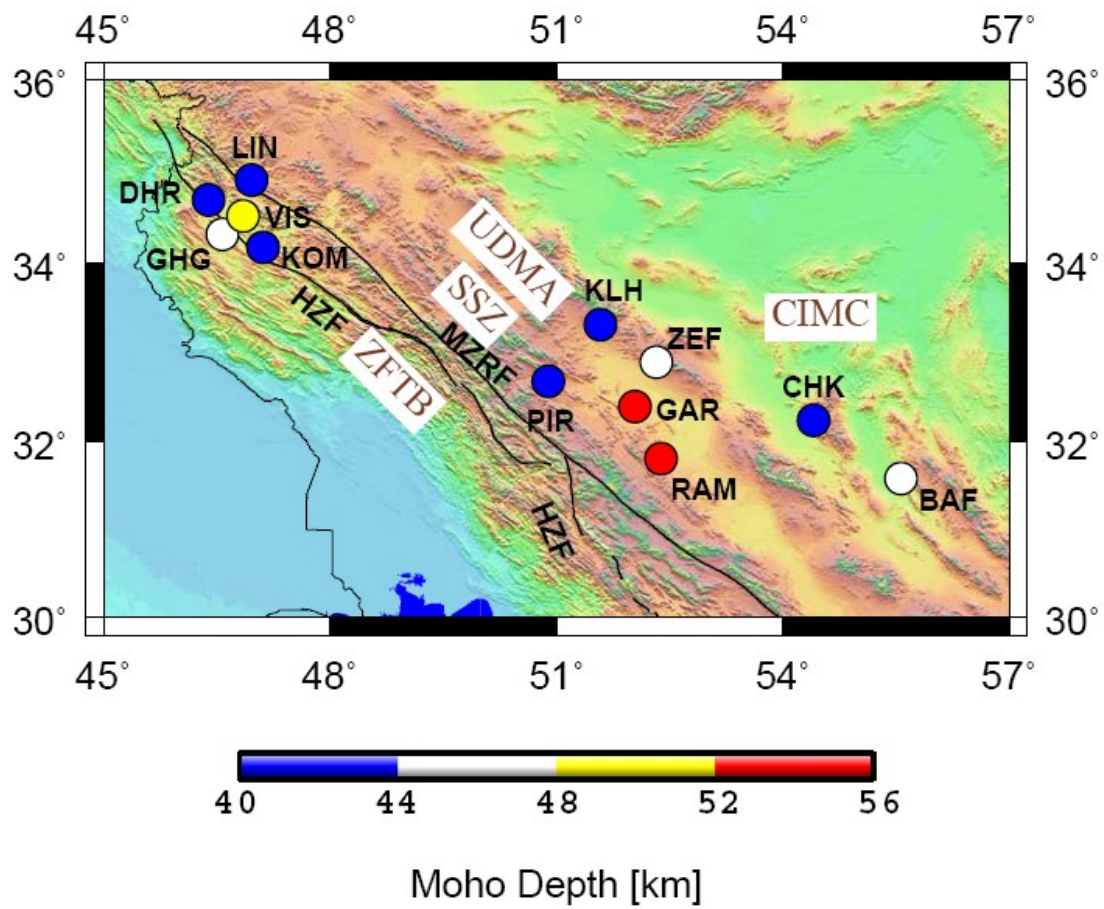 45° 48° 51° 54° 57°
36° 36°
LIN
DHR
VIS
GHG
KOM
UDMA
KLH
SSZ
CIMC
34° 34°
HZF
ZEF
MZRF
ZFTB
CHK
GAR
PIR
32° 32°
RAM
BAF
HZF
30° 30°
45° 48° 51° 54° 57°
40 44 48 52 56
Moho Depth [km]